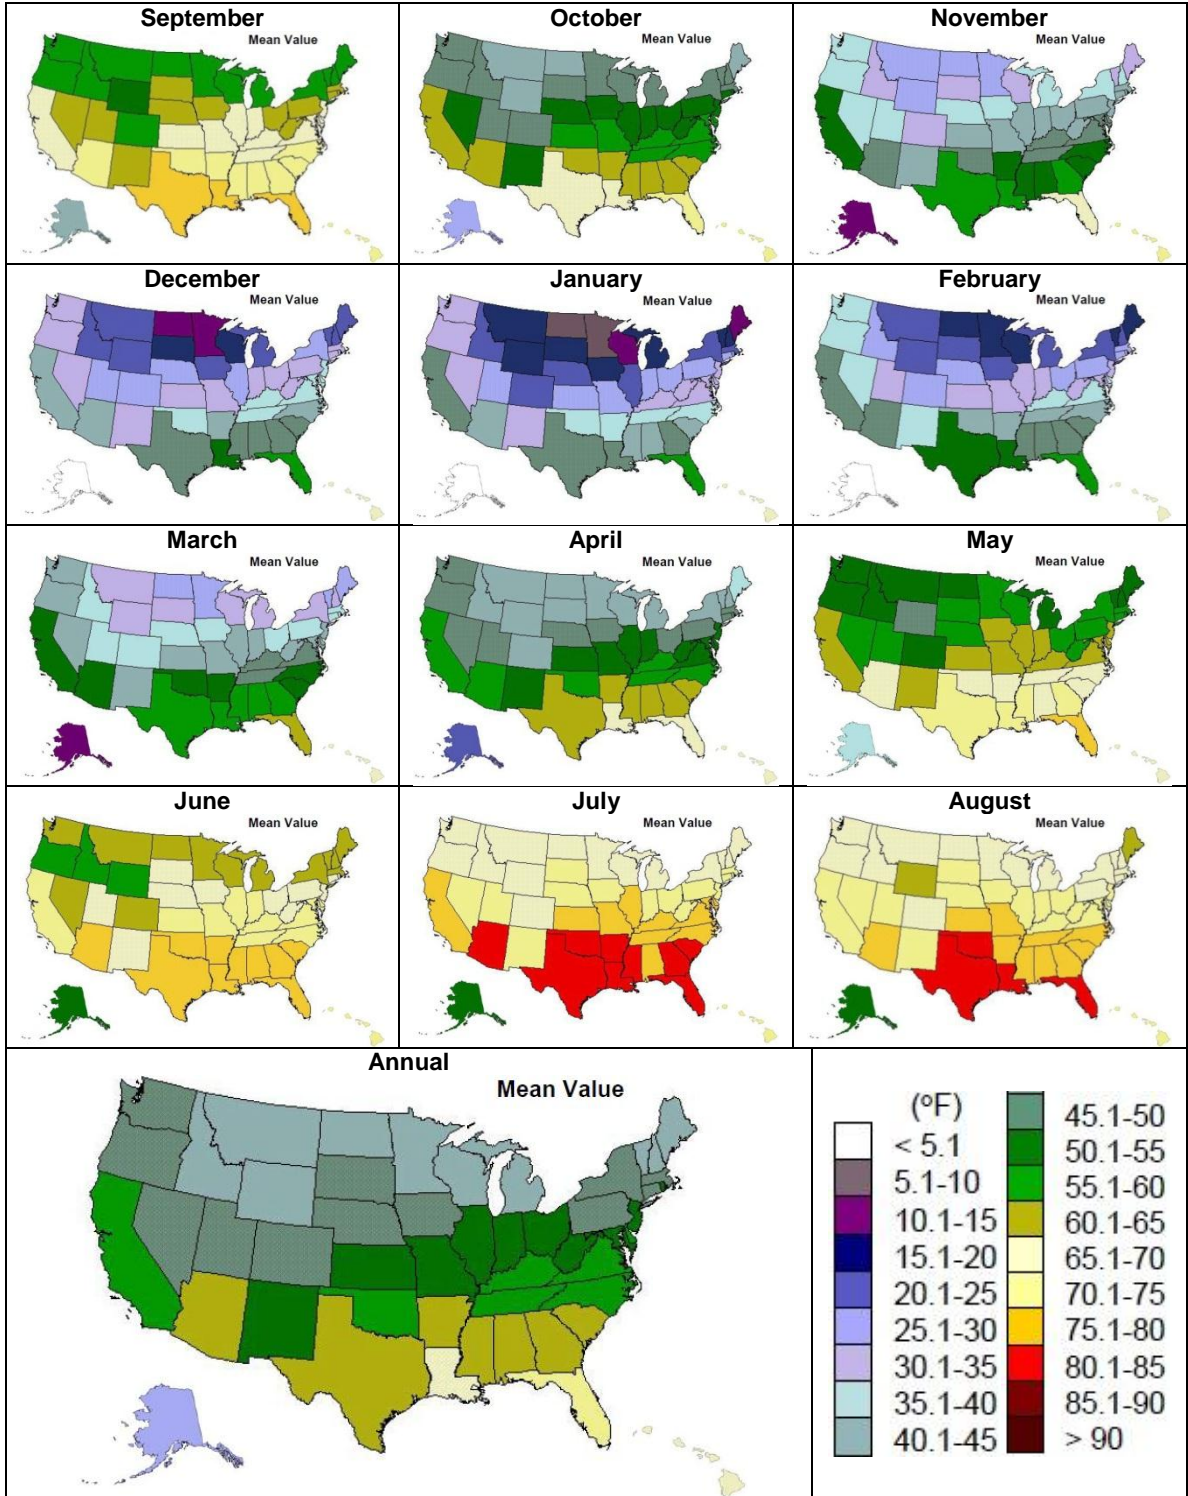 September
Mean Value
October
Mean Value
November
Mean Value
December
Mean Value
January
Mean Value
February
Mean Value
March
Mean Value
April
Mean Value
May
Mean Value
June
Mean Value
July
Mean Value
August
Mean Value
Annual
Mean Value
(ºF)
< 5.1
5.1-10
10.1-15
15.1-20
20.1-25
25.1-30
30.1-35
35.1-40
40.1-45
45.1-50
50.1-55
55.1-60
60.1-65
65.1-70
70.1-75
75.1-80
80.1-85
85.1-90
> 90